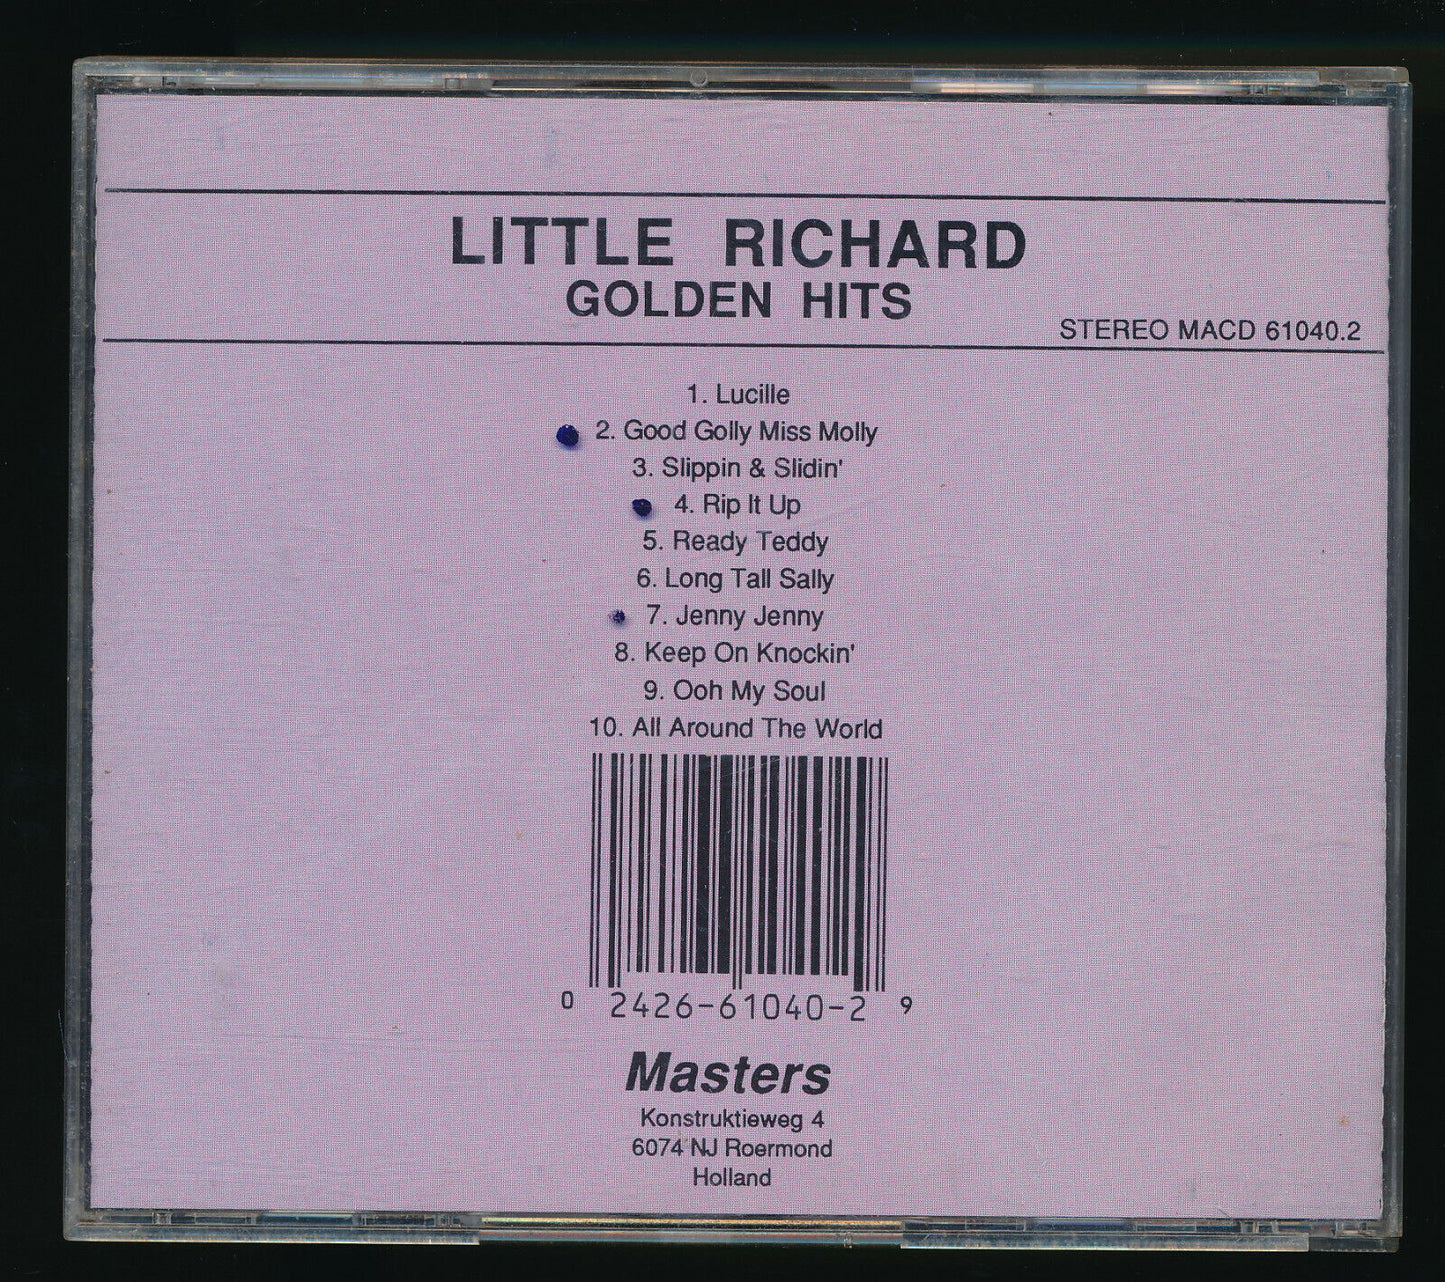 LITTLE RICHARD
GOLDEN HITS
STEREO MACD 61040.2
1. Lucille
2. Good Golly Miss Molly
3. Slippin & Slidin'
4. Rip It Up
5. Ready Teddy
6. Long Tall Sally
7. Jenny Jenny
8. Keep On Knockin'
9. Ooh My Soul
10. All Around The World
0 2426-61040-2 9
Masters
Konstruktieweg 4
6074 NJ Roermond
Holland